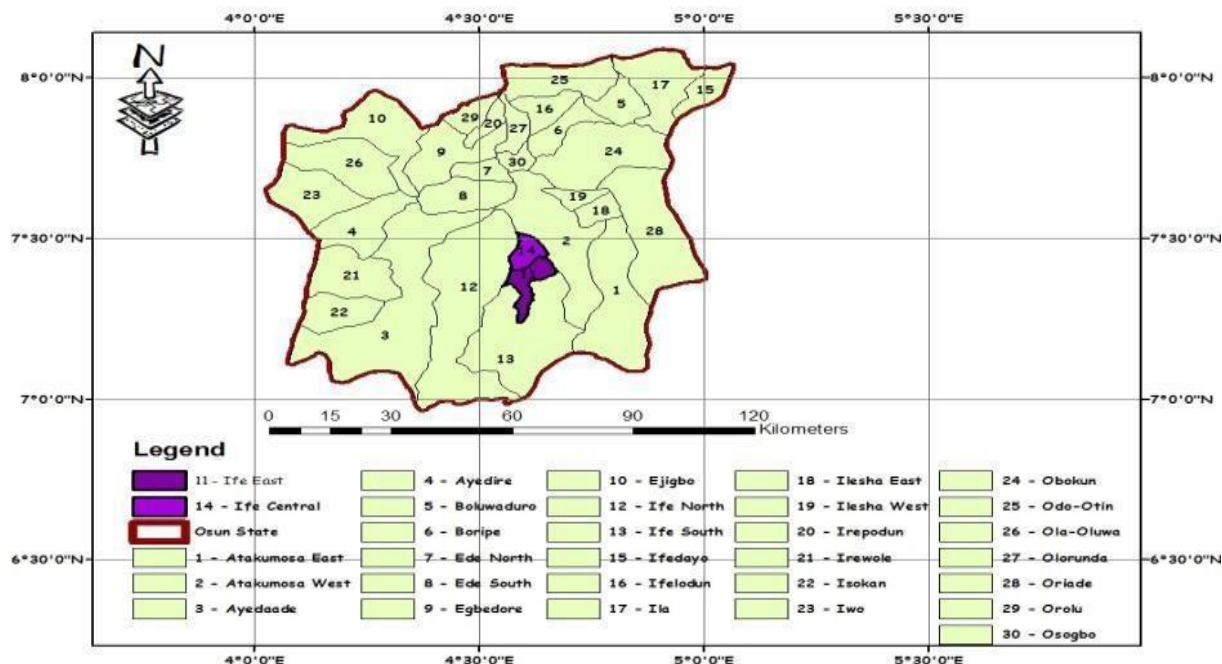 4°0'0"E 4°30'0"E 5°0'0"E 5°30'0"E
N
8°0'0"N 8°0'0"N
25 17 15
10 29 20 16 5
27 6
9 24
26 30
7
23 8 19
18
4 28
7°30'0"N 14 2 7°30'0"N
21
12 1
22
3
13
7°0'0"N 7°0'0"N
0 15 30 60 90 120
Kilometers
Legend
11- Ife East
14 - Ife Central
Osun State
1 - Atakumosa East
2 - Atakumosa West
3 - Ayedaade
4 - Ayedire
5 - Boluwaduro
6 - Boripe
7 - Ede North
8 - Ede South
9 - Egbedore
10 - Ejigbo
12 - Ife North
13 - Ife South
15 - Ifedayo
16 - Ifelodun
17 - Ila
18 - Ilesha East
19 - Ilesha West
20 - Irepodun
21 - Irewole
22 - Isokan
23 - Iwo
24 - Obokun
25 - Odo-Otin
26 - Ola-Oluwa
27 - Olorunda
28 - Oriade
29 - Orolu
30 - Osogbo
6°30'0"N 6°30'0"N
4°0'0"E 4°30'0"E 5°0'0"E 5°30'0"E